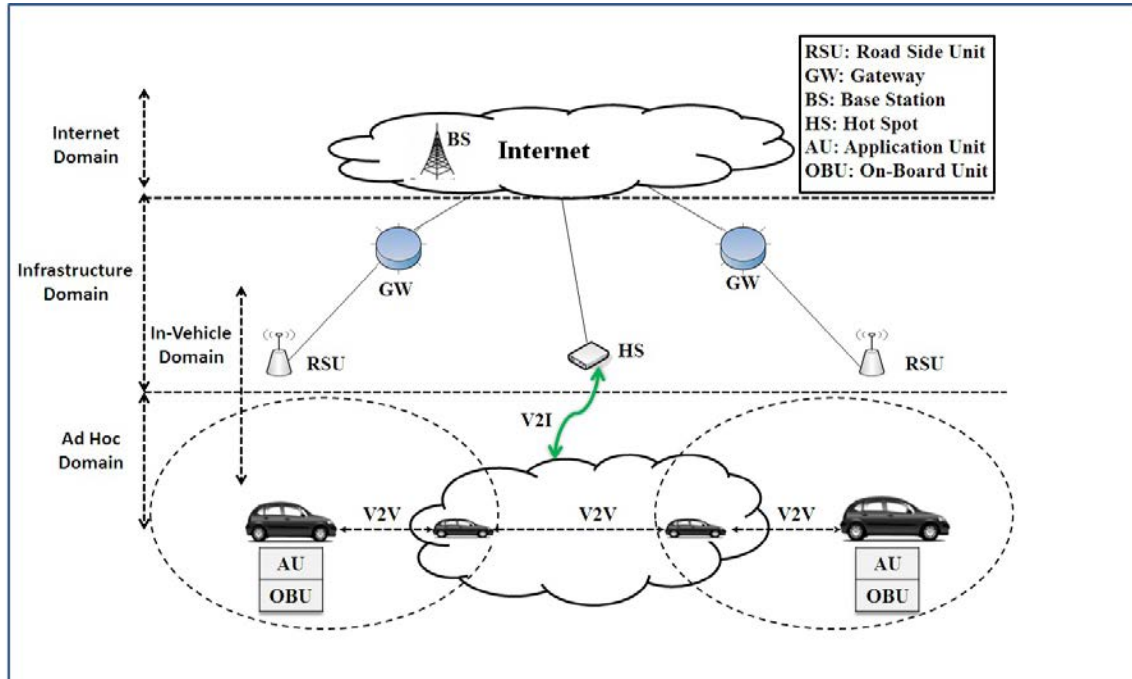 RSU: Road Side Unit
GW: Gateway
BS: Base Station
HS: Hot Spot
AU: Application Unit
OBU: On-Board Unit
Internet
Domain
BS
Internet
Infrastructure
Domain
GW
GW
In-Vehicle
Domain
RSU
HS
RSU
V2I
Ad Hoc
Domain
V2V
V2V
V2V
AU
OBU
AU
OBU